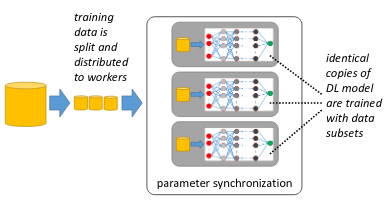 training
data is
split and
distributed
to workers
identical
copies of
DL model
are trained
with data
subsets
parameter synchronization